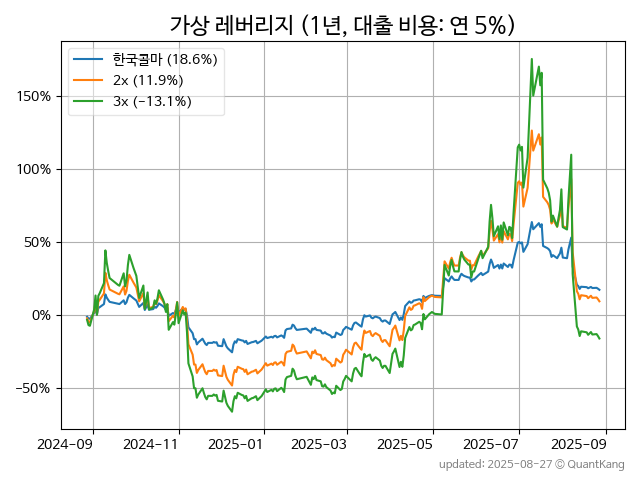 가상 레버리지 (1년, 대출 비용: 연 5%)
한국콜마 (18.6%)
2x (11.9%)
3x (−13.1%)
150%
100%
50%
0%
−50%
2024−09 2024−11 2025−01 2025−03 2025−05 2025−07 2025−09
updated: 2025−08−27 © QuantKang